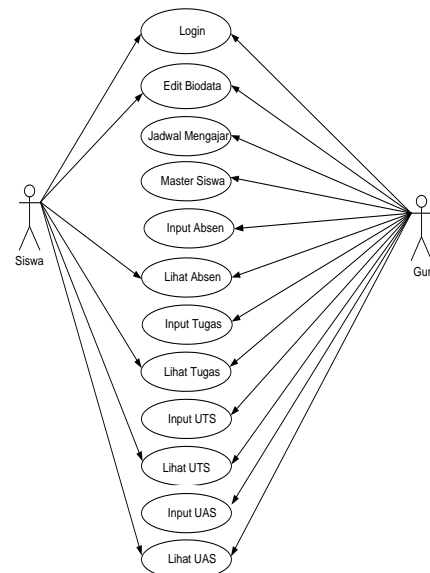 Login
Edit Biodata
Jadwal Mengajar
Master Siswa
Input Absen
Siswa
Lihat Absen
Gur
Input Tugas
Lihat Tugas
Input UTS
Lihat UTS
Input UAS
Lihat UAS